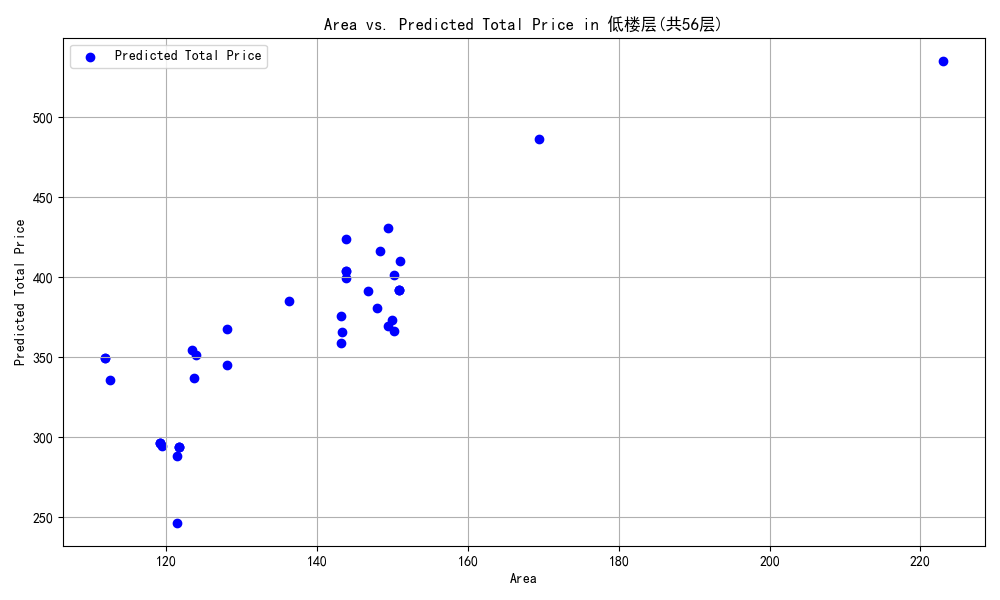 Area vs. Predicted Total Price in 低楼层(共56层)
Predicted Total Price
Predicted Total Price
500
450
400
350
300
250
120 140 160 180 200 220
Area